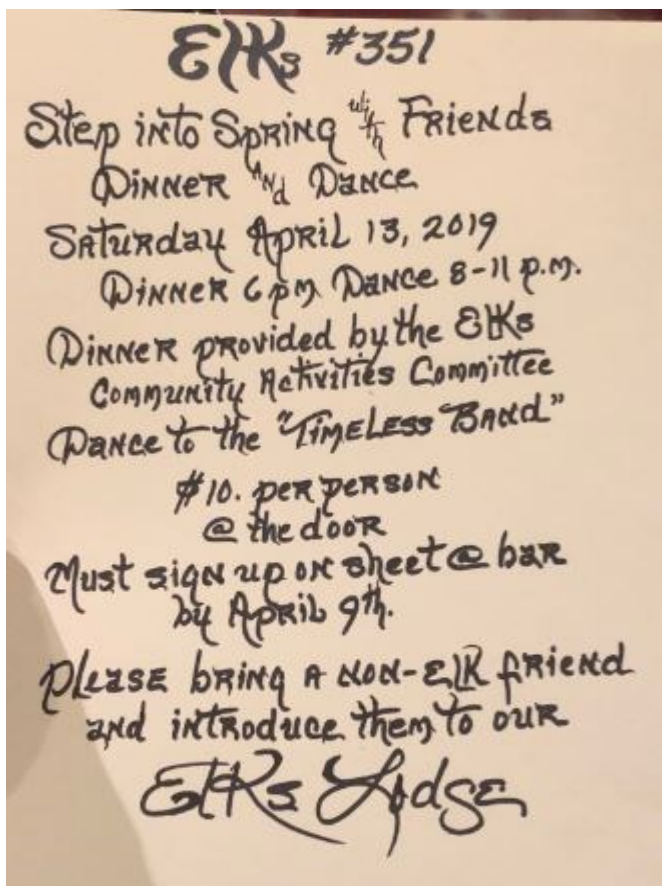 Elks #351
Step into Spring with Friends
Dinner and Dance
Saturday April 13, 2019
Dinner 6 pm Dance 8-11 p.m.
Dinner provided by the Elks
Community Activities Committee
Dance to the "Timeless Band"
$10. per person
@ the door
Must sign up on sheet @ bar
by April 9th.
Please bring a non-Elk friend
and introduce them to our
Elks Lodge